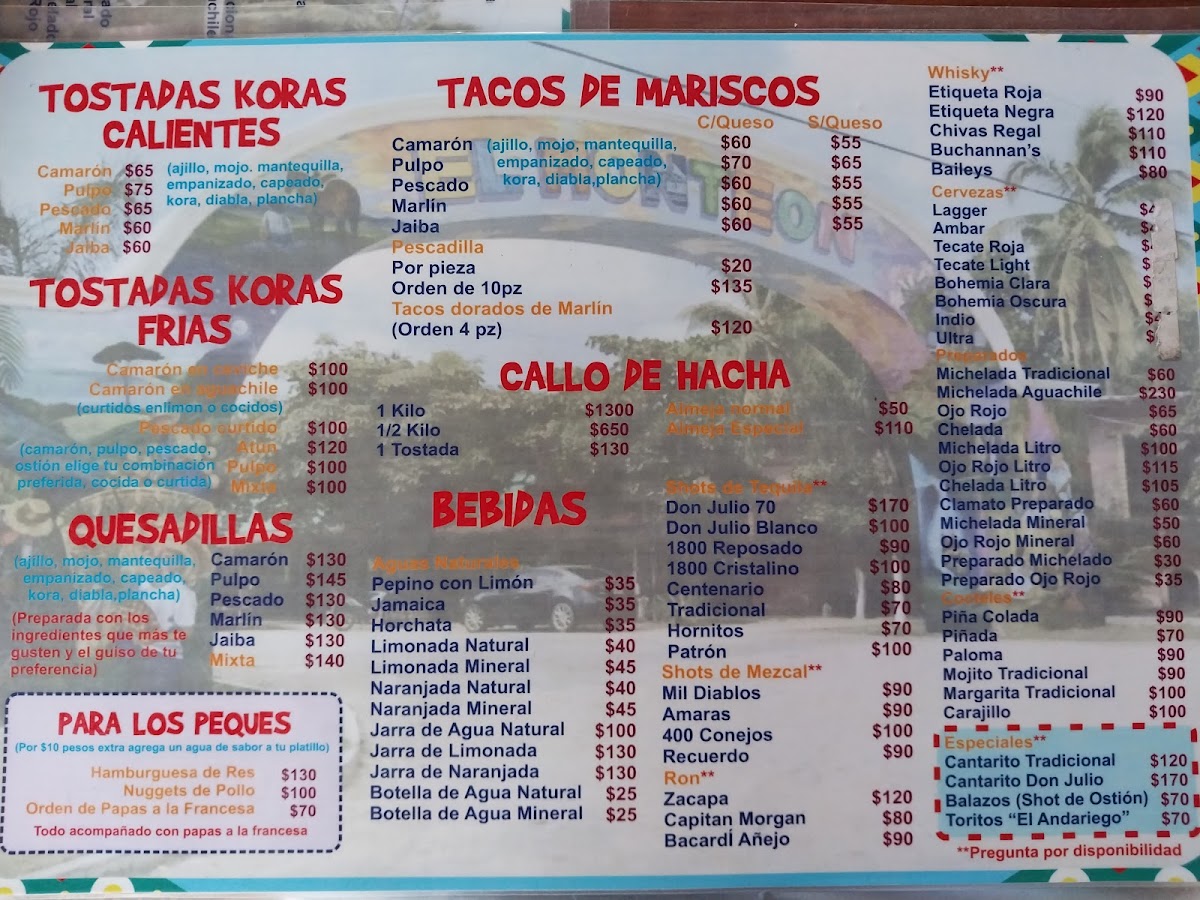 TOSTADAS KORAS
CALIENTES
Camarón $65
Pulpo $75
Pescado $65
Marlin $60
Jaiba $60
(ajillo, mojo. mantequilla,
empanizado, capeado,
kora, diabla, plancha)
TOSTADAS KORAS
FRIAS
Camarón en ceviche $100
Camarón en aguachile $100
(curtidos enlimon o cocidos)
Pescado curtido $100
Atun $120
Pulpo $100
Mixta $100
(camarón, pulpo, pescado,
ostión elige tu combinación
preferida, cocida o curtida)
QUESADILLAS
(ajillo, mojo, mantequilla,
empanizado, capeado,
kora, diabla,plancha)
(Preparada con los
ingredientes que más te
gusten y el guiso de tu
preferencia)
Camarón $130
Pulpo $145
Pescado $130
Marlín $130
Jaiba $130
Mixta $140
PARA LOS PEQUES
(Por $10 pesos extra agrega un agua de sabor a tu platillo)
Hamburguesa de Res $130
Nuggets de Pollo $100
Orden de Papas a la Francesa $70
Todo acompañado con papas a la francesa
TACOS DE MARISCOS
C/Queso S/Queso
Camarón (ajillo, mojo, mantequilla, $60 $55
Pulpo empanizado, capeado, $70 $65
Pescado kora, diabla,plancha) $60 $55
Marlín $60 $55
Jaiba $60 $55
Pescadilla
Por pieza $20
Orden de 10pz $135
Tacos dorados de Marlín
(Orden 4 pz) $120
CALLO DE HACHA
1 Kilo $1300
1/2 Kilo $650
1 Tostada $130
Almeja normal $50
Almeja Especial $110
BEBIDAS
Aguas Naturales
Pepino con Limón $35
Jamaica $35
Horchata $35
Limonada Natural $40
Limonada Mineral $45
Naranjada Natural $40
Naranjada Mineral $45
Jarra de Agua Natural $100
Jarra de Limonada $130
Jarra de Naranjada $130
Botella de Agua Natural $25
Botella de Agua Mineral $25
Shots de Tequila**
Don Julio 70 $170
Don Julio Blanco $100
1800 Reposado $90
1800 Cristalino $100
Centenario $80
Tradicional $70
Hornitos $70
Patrón $100
Shots de Mezcal**
Mil Diablos $90
Amaras $90
400 Conejos $100
Recuerdo $90
Ron**
Zacapa $120
Capitan Morgan $80
BacardÍ Añejo $90
Whisky**
Etiqueta Roja $90
Etiqueta Negra $120
Chivas Regal $110
Buchannan's $110
Baileys $80
Cervezas**
Lagger
Ambar
Tecate Roja
Tecate Light
Bohemia Clara
Bohemia Oscura
Indio
Ultra
Preparados
Michelada Tradicional $60
Michelada Aguachile $230
Ojo Rojo $65
Chelada $60
Michelada Litro $100
Ojo Rojo Litro $115
Chelada Litro $105
Clamato Preparado $60
Michelada Mineral $50
Ojo Rojo Mineral $60
Preparado Michelado $30
Preparado Ojo Rojo $35
Cocteles**
Piña Colada $90
Piñada $70
Paloma $90
Mojito Tradicional $90
Margarita Tradicional $100
Carajillo $100
Especiales**
Cantarito Tradicional $120
Cantarito Don Julio $170
Balazos (Shot de Ostión) $70
Toritos "El Andariego" $70
**Pregunta por disponibilidad